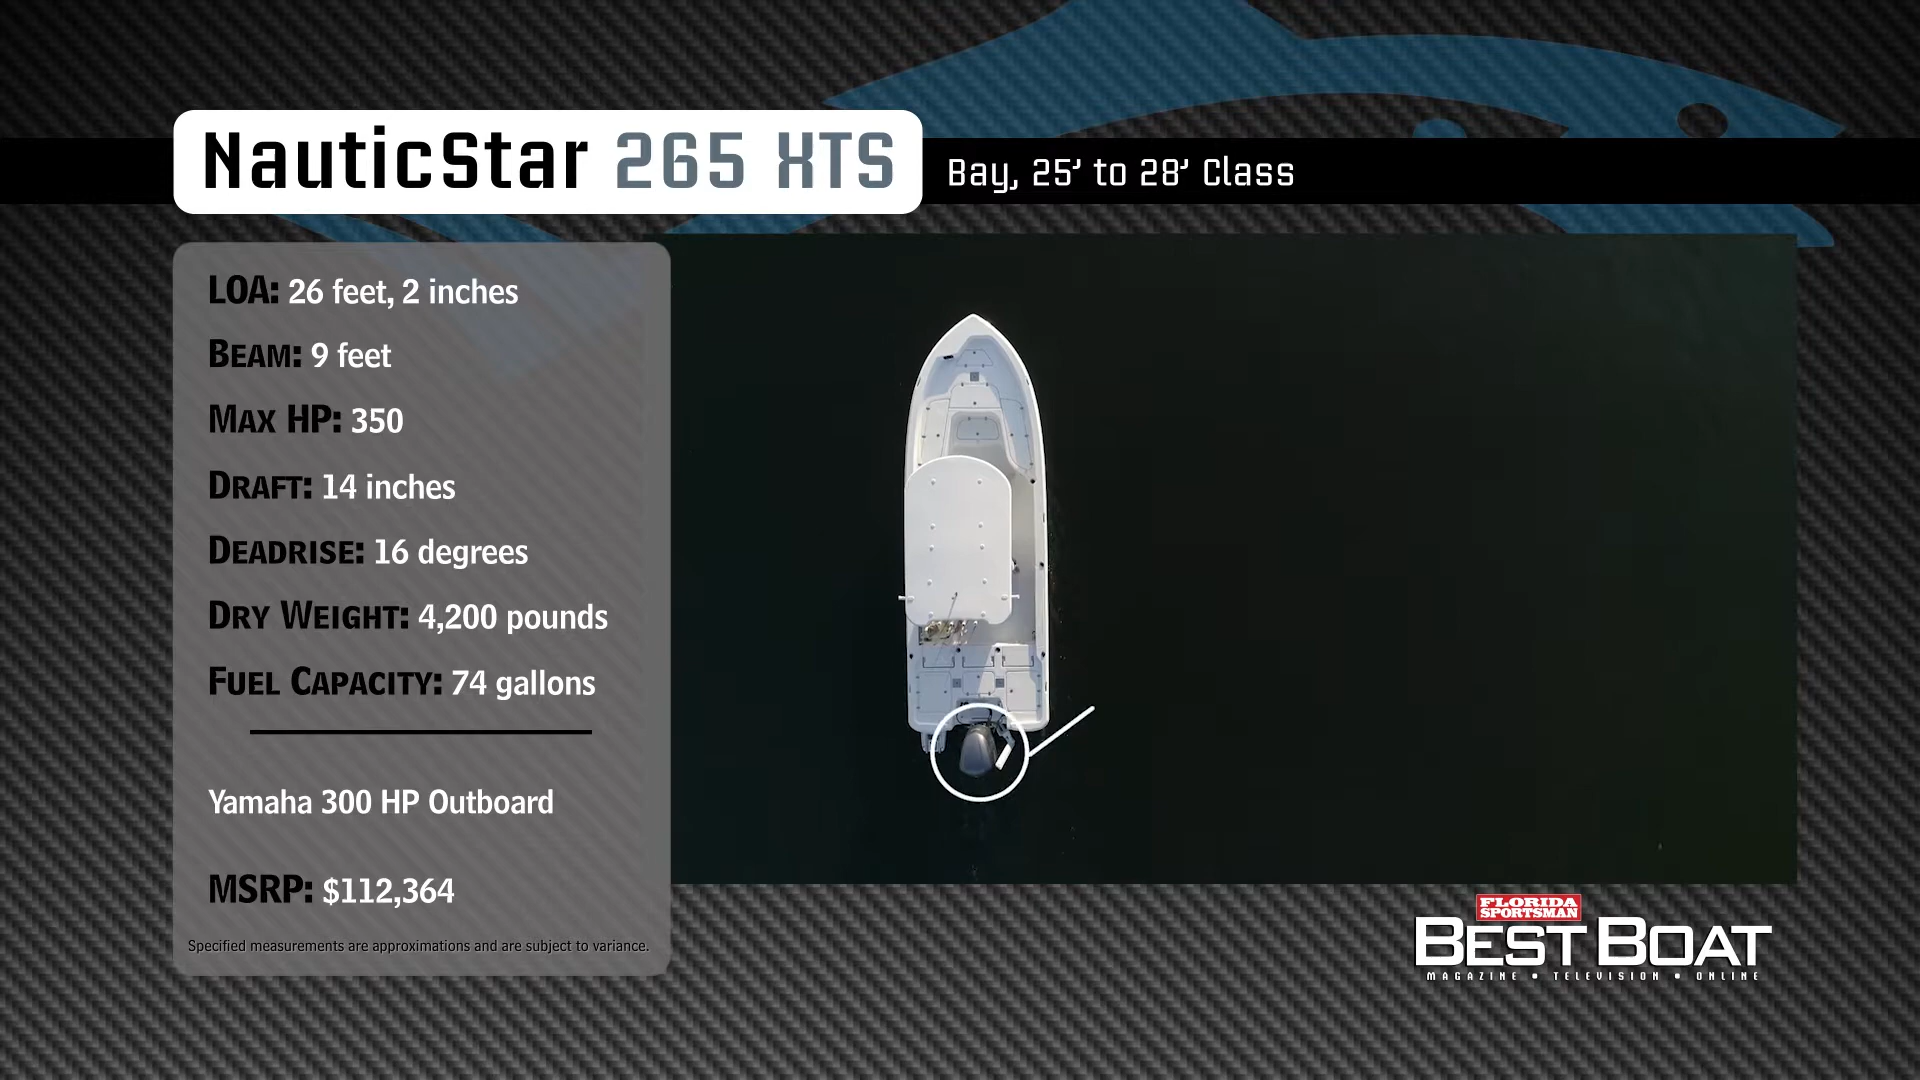 NauticStar 265 XTS
Bay, 25' to 28' Class
LOA: 26 feet, 2 inches
BEAM: 9 feet
MAX HP: 350
DRAFT: 14 inches
DEADRISE: 16 degrees
DRY WEIGHT: 4,200 pounds
FUEL CAPACITY: 74 gallons
Yamaha 300 HP Outboard
MSRP: $112,364
Specified measurements are approximations and are subject to variance.
FLORIDA
SPORTSMAN
BEST BOAT
MAGAZINE • TELEVISION • ONLINE